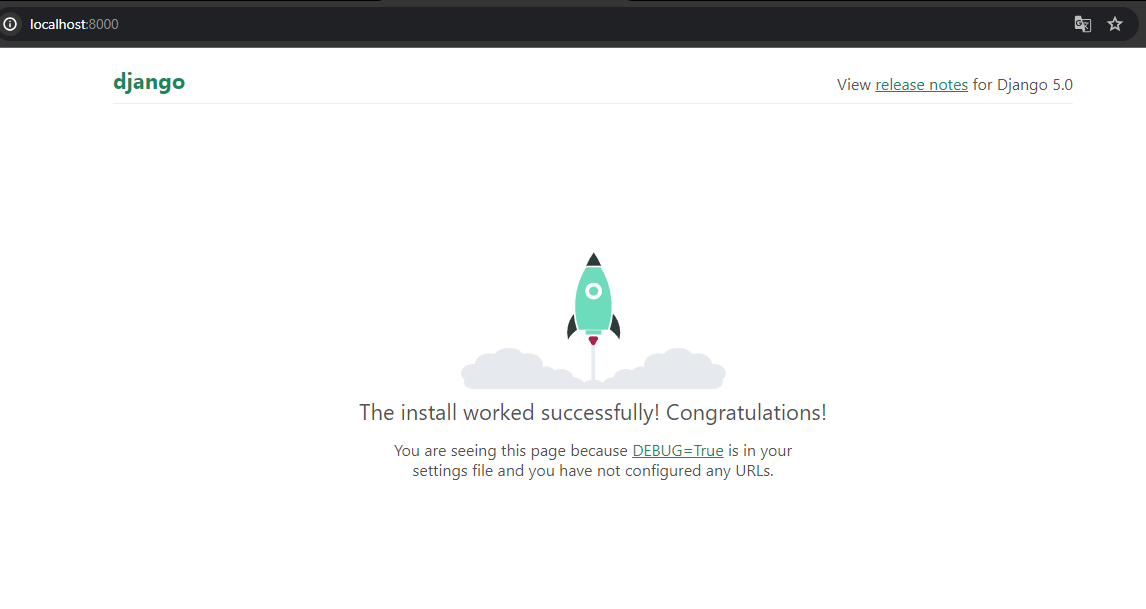 localhost:8000
django
View release notes for Django 5.0
The install worked successfully! Congratulations!
You are seeing this page because DEBUG=True is in your
settings file and you have not configured any URLs.